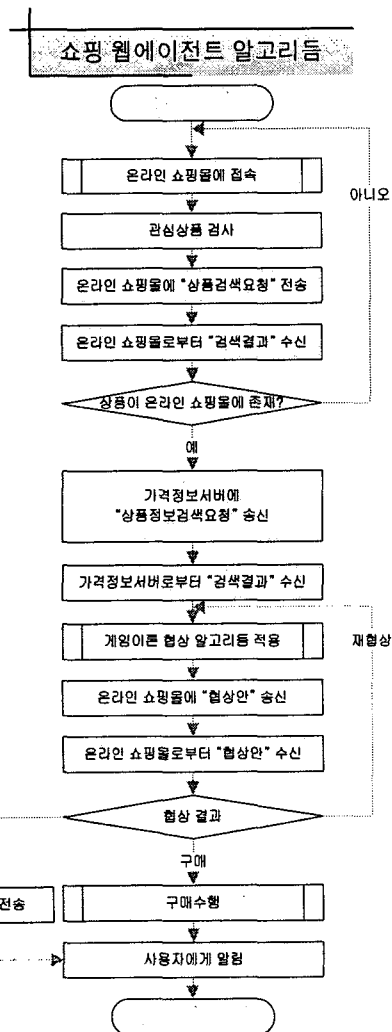 쇼핑 웹에이전트 알고리듬
온라인 쇼핑몰에 접속
아니오
관심상품 검사
온라인 쇼핑몰에 "상품검색요청" 전송
온라인 쇼핑몰로부터 "검색결과" 수신
상품이 온라인 쇼핑몰에 존재?
예
가격정보서버에
"상품정보검색요청" 송신
가격정보서버로부터 "검색결과" 수신
게임이론 협상 알고리듬 적용
재협상
온라인 쇼핑몰에 "협상안" 송신
온라인 쇼핑몰로부터 "협상안" 수신
협상 결과
구매
전송
구매수행
사용자에게 알림